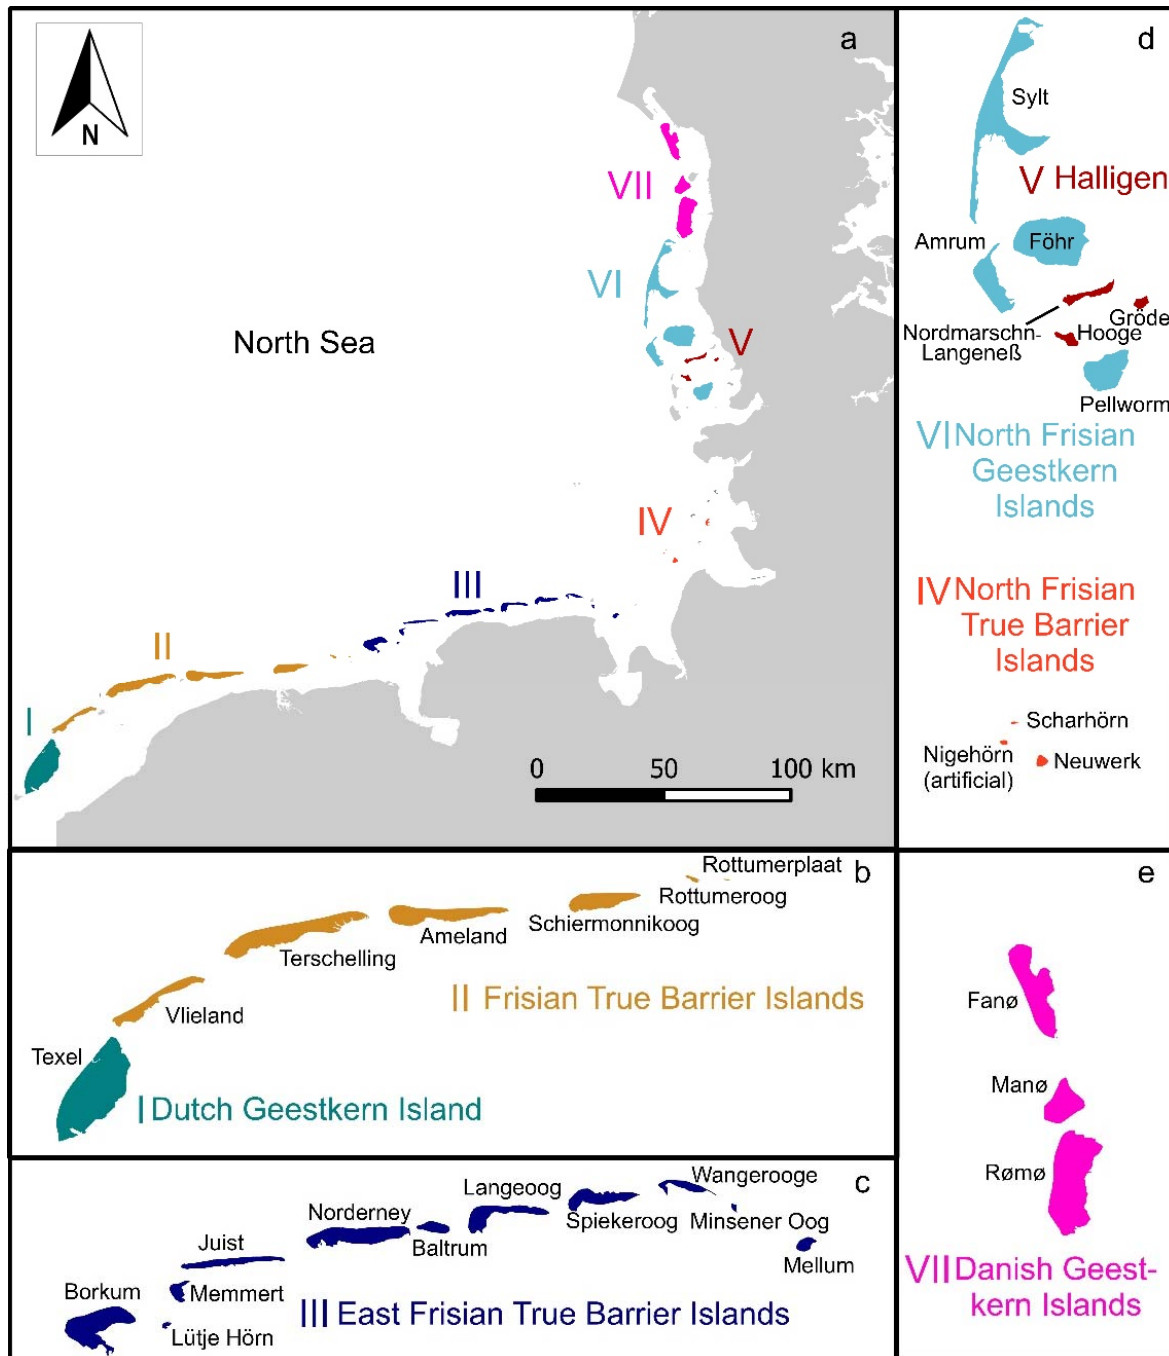 a
N
North Sea
VII
VI
V
IV
III
II
I
0 50 100 km
d
Sylt
V Halligen
Amrum
Föhr
Gröde
Nordmarschn-
Langeneß
Hooge
Pellworm
VI North Frisian
Geestkern
Islands
IV North Frisian
True Barrier
Islands
Scharhörn
Nigehörn
(artificial)
Neuwerk
b
Rottumerplaat
Rottumeroog
Schiermonnikoog
Ameland
Terschelling
Vlieland
Texel
II Frisian True Barrier Islands
I Dutch Geestkern Island
c
Wangerooge
Langeoog
Norderney
Spiekeroog
Minsener Oog
Baltrum
Juist
Mellum
Borkum
Memmert
Lütje Hörn
III East Frisian True Barrier Islands
e
Fanø
Manø
Rømø
VII Danish Geest-
kern Islands